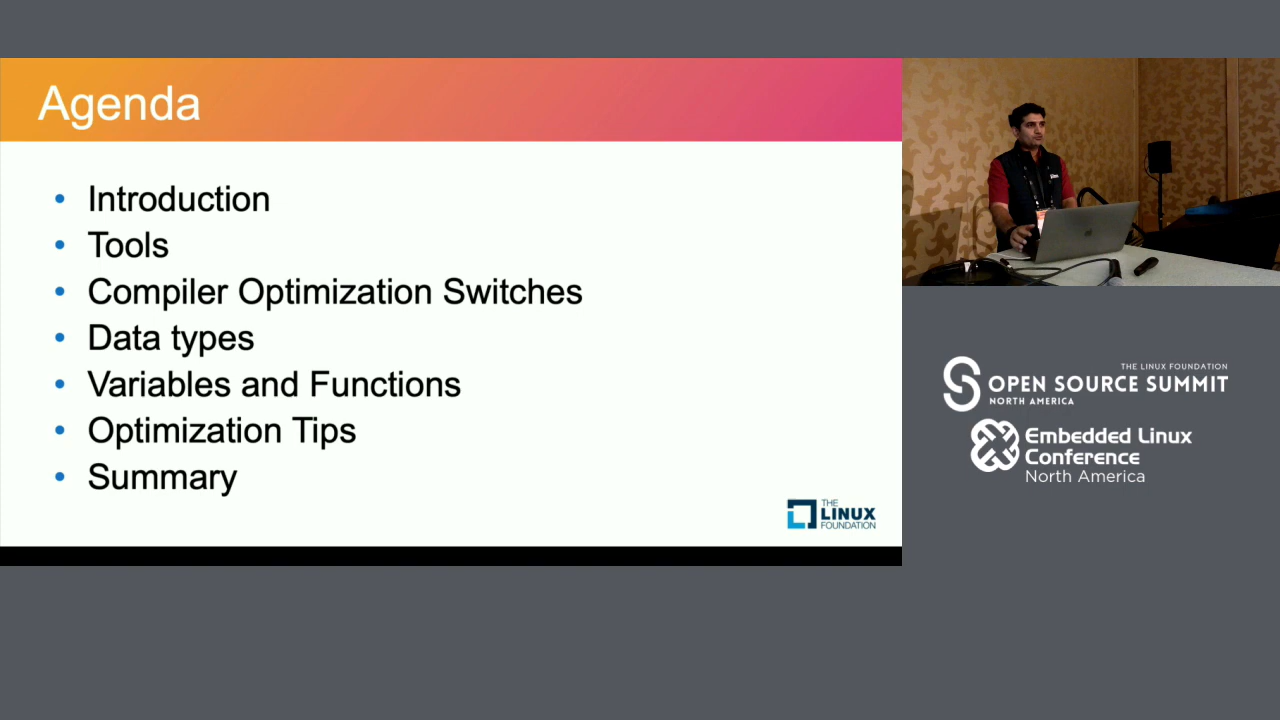 Agenda
• Introduction
• Tools
• Compiler Optimization Switches
• Data types
• Variables and Functions
• Optimization Tips
• Summary
THE
LINUX
FOUNDATION
THE LINUX FOUNDATION
OPEN SOURCE SUMMIT
NORTH AMERICA
Embedded Linux
Conference
North America